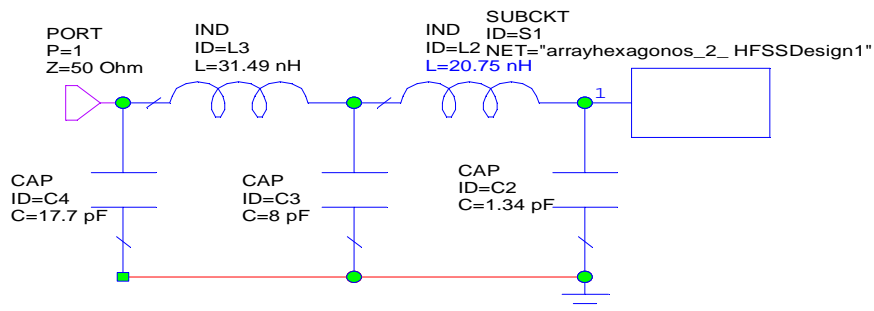 PORT
P=1
Z=50 Ohm
IND
ID=L3
L=31.49 nH
IND
ID=L2
L=20.75 nH
SUBCKT
ID=S1
NET="arrayhexagonos_2_ HFSSDesign1"
1
CAP
ID=C4
C=17.7 pF
CAP
ID=C3
C=8 pF
CAP
ID=C2
C=1.34 pF